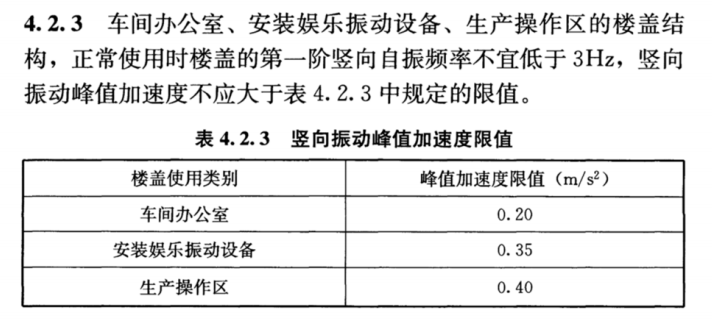 4.2.3 车间办公室、安装娱乐振动设备、生产操作区的楼盖结
构，正常使用时楼盖的第一阶竖向自振频率不宜低于 3Hz，竖向
振动峰值加速度不应大于表 4.2.3 中规定的限值。
表 4.2.3 竖向振动峰值加速度限值
楼盖使用类别 峰值加速度限值（m/s²）
车间办公室 0.20
安装娱乐振动设备 0.35
生产操作区 0.40